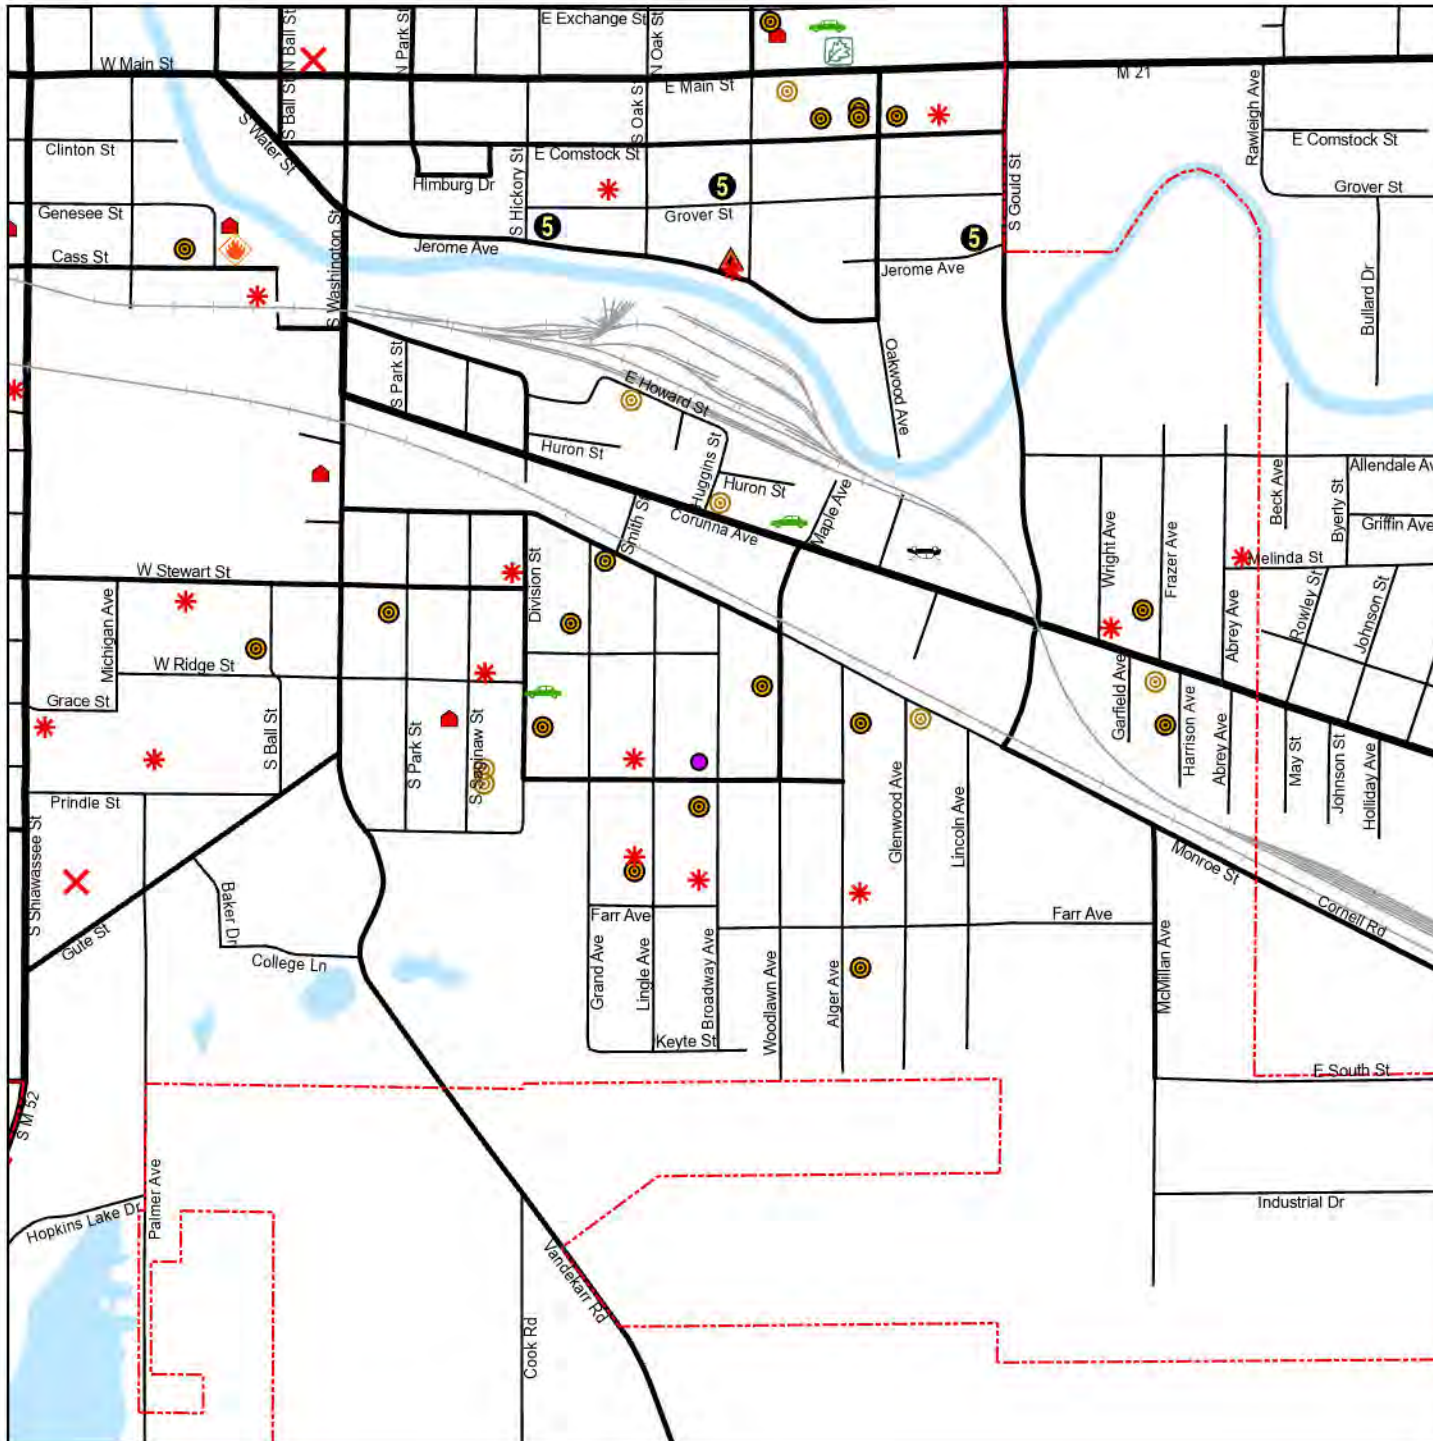 E Exchange St
N Ball St
N Park St
N Oak St
W Main St
M 21
E Main St
S Ball St
S Oak St
Rawleigh Ave
S Water St
E Comstock St
E Comstock St
Clinton St
Himburg Dr
S Hickory St
S Gould St
Grover St
5
Genesee St
Grover St
5
5
S Washington St
Jerome Ave
Jerome Ave
Cass St
Bullard Dr
S Park St
Oakwood Ave
E Howard St
Huron St
Huggins St
Huron St
Allendale Av
Beck Ave
Byerly St
Smith St
Corunna Ave
Maple Ave
Griffin Ave
Wright Ave
Frazer Ave
Melinda St
W Stewart St
Division St
Rowley St
Johnson St
Michigan Ave
Abrey Ave
W Ridge St
Grace St
Garfield Ave
Harrison Ave
S Ball St
S Park St
S Saginaw St
Abrey Ave
May St
Johnson St
Holliday Ave
Prindle St
Glenwood Ave
Lincoln Ave
S Shiawassee St
Monroe St
Baker Dr
Farr Ave
Farr Ave
Cornell Rd
Gute St
College Ln
Grand Ave
Lingle Ave
Broadway Ave
Woodlawn Ave
Alger Ave
McMillan Ave
Keyte St
E South St
S M 52
Palmer Ave
Industrial Dr
Hopkins Lake Dr
Vandekarr Rd
Cook Rd